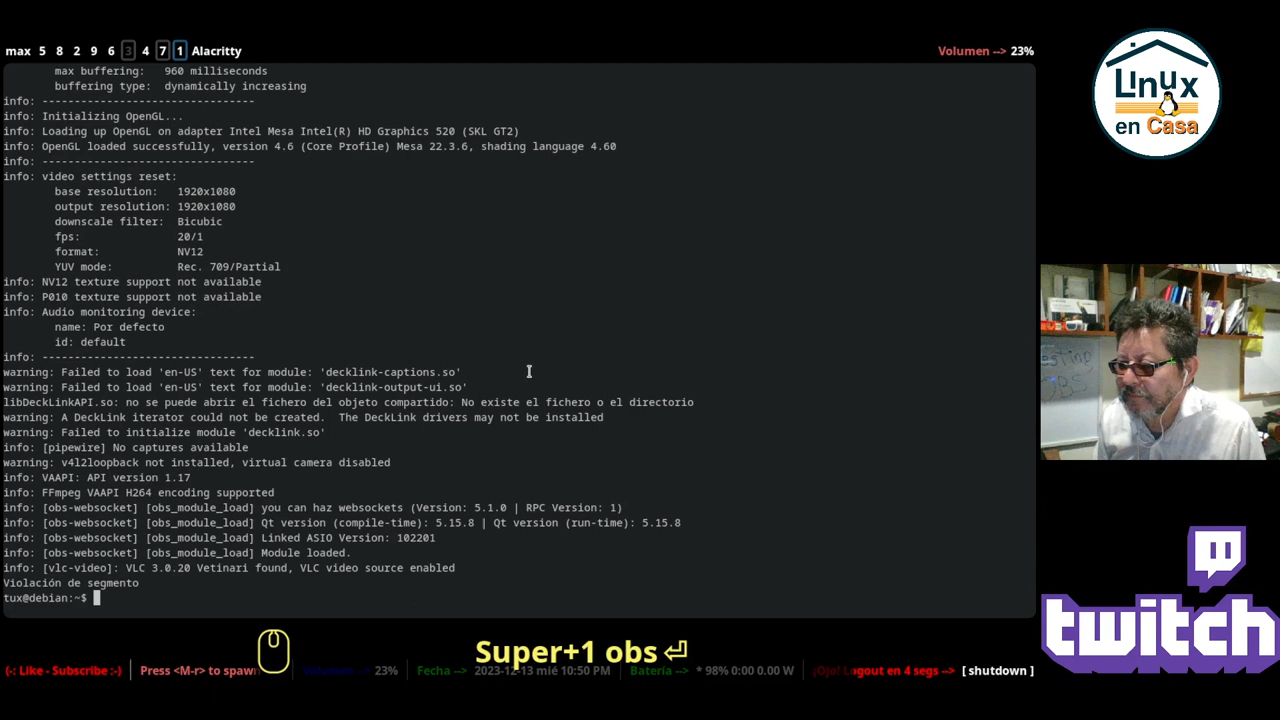 max 5 8 2 9 6 3 4 7 1 Alacritty
Volumen --> 23%
max buffering: 960 milliseconds
buffering type: dynamically increasing
info: ---------------------------------
info: Initializing OpenGL...
info: Loading up OpenGL on adapter Intel Mesa Intel(R) HD Graphics 520 (SKL GT2)
info: OpenGL loaded successfully, version 4.6 (Core Profile) Mesa 22.3.6, shading language 4.60
info: ---------------------------------
info: video settings reset:
base resolution: 1920x1080
output resolution: 1920x1080
downscale filter: Bicubic
fps: 20/1
format: NV12
YUV mode: Rec. 709/Partial
info: NV12 texture support not available
info: P010 texture support not available
info: Audio monitoring device:
name: Por defecto
id: default
info: ---------------------------------
warning: Failed to load 'en-US' text for module: 'decklink-captions.so'
warning: Failed to load 'en-US' text for module: 'decklink-output-ui.so'
libDeckLinkAPI.so: no se puede abrir el fichero del objeto compartido: No existe el fichero o el directorio
warning: A DeckLink iterator could not be created.  The DeckLink drivers may not be installed
warning: Failed to initialize module 'decklink.so'
info: [pipewire] No captures available
warning: v4l2loopback not installed, virtual camera disabled
info: VAAPI: API version 1.17
info: FFmpeg VAAPI H264 encoding supported
info: [obs-websocket] [obs_module_load] you can haz websockets (Version: 5.1.0 | RPC Version: 1)
info: [obs-websocket] [obs_module_load] Qt version (compile-time): 5.15.8 | Qt version (run-time): 5.15.8
info: [obs-websocket] [obs_module_load] Linked ASIO Version: 102201
info: [obs-websocket] [obs_module_load] Module loaded.
info: [vlc-video]: VLC 3.0.20 Vetinari found, VLC video source enabled
Violación de segmento
tux@debian:~$
Super+1 obs ⏎
(-: Like - Subscribe :-) Press <M-r> to spawn Volumen --> 23% Fecha --> 2023-12-13 mié 10:50 PM Batería --> * 98% 0:00 0.00 W ¡Ojo! Logout en 4 segs --> [ shutdown ]
Linux
en Casa
twitch